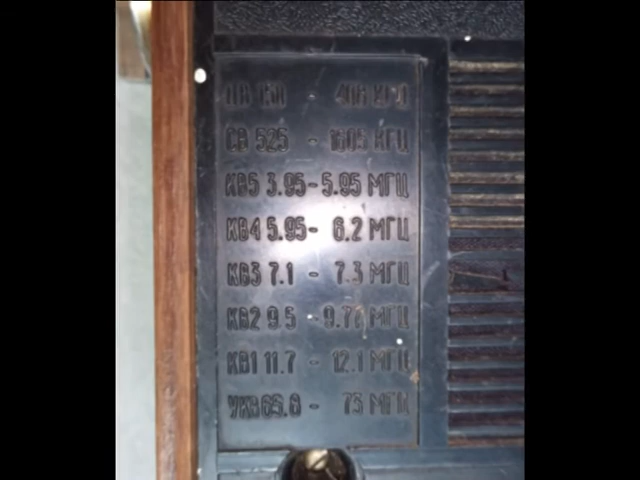 СВ 525 - 1605 КГЦ
КВ5 3.95 - 5.95 МГЦ
КВ4 5.95 - 6.2 МГЦ
КВ3 7.1 - 7.3 МГЦ
КВ2 9.5 - 9.77 МГЦ
КВ1 11.7 - 12.1 МГЦ
УКВ 65.8 - 73 МГЦ